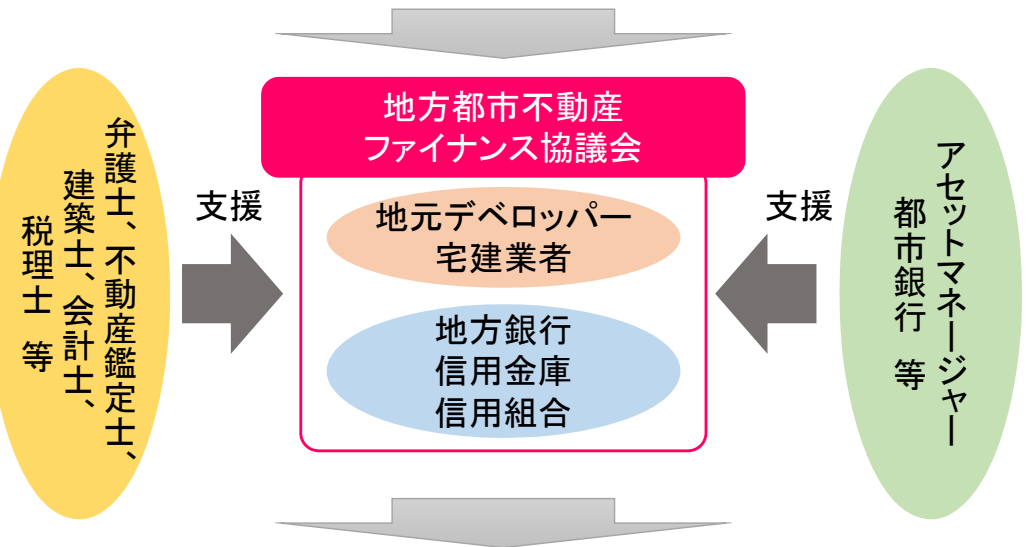 地方都市不動産
ファイナンス協議会
弁護士、不動産鑑定士、
建築士、会計士、
税理士 等
支援
地元デベロッパー
宅建業者
地方銀行
信用金庫
信用組合
支援
アセットマネージャー
都市銀行 等